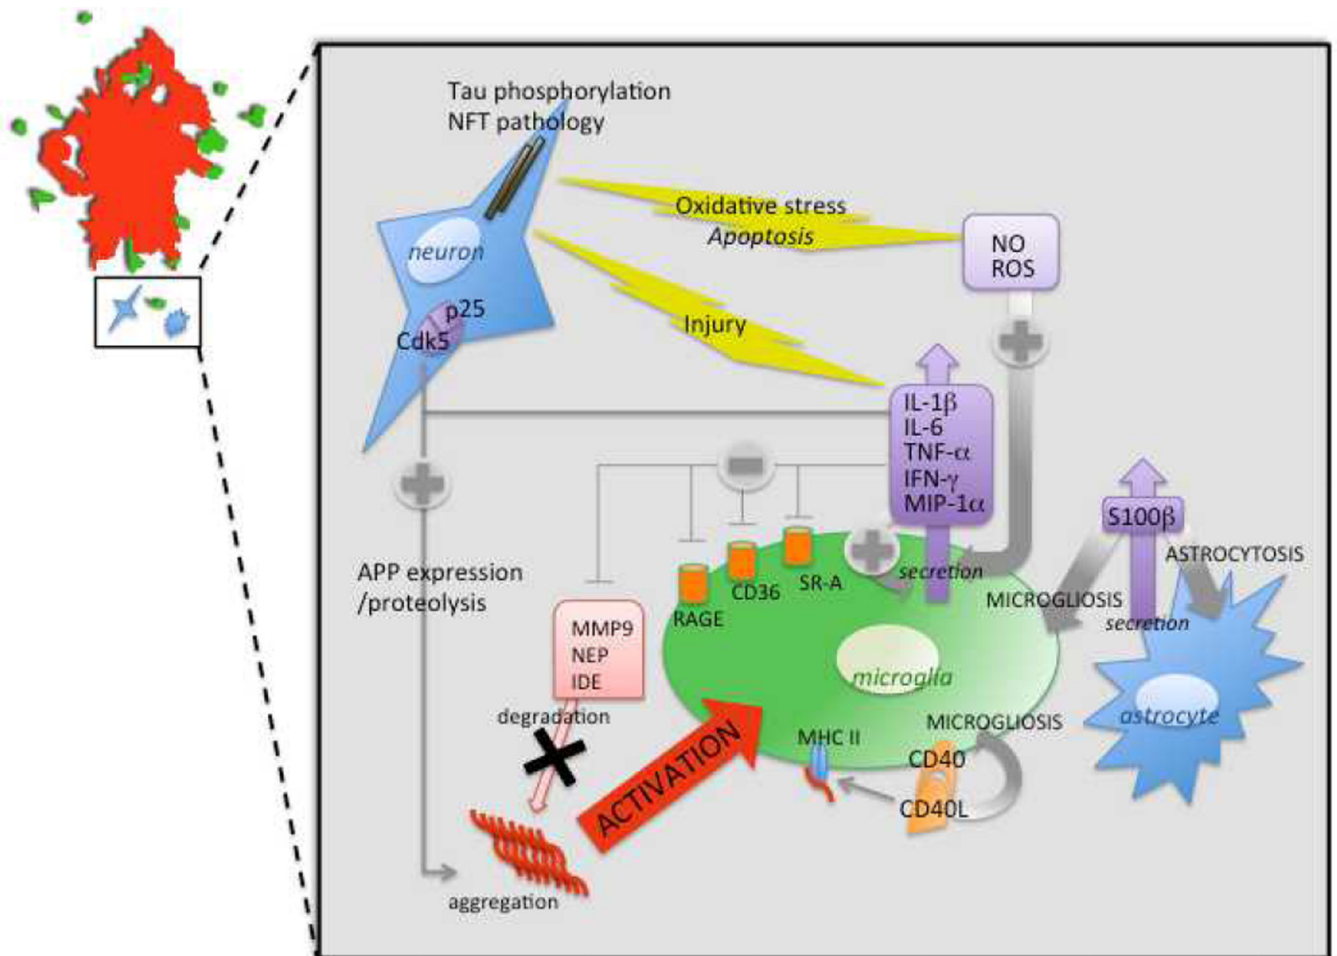 Tau phosphorylation
NFT pathology
Oxidative stress
Apoptosis
NO
ROS
neuron
p25
Cdk5
Injury
IL-1β
IL-6
TNF-α
IFN-γ
MIP-1α
S100β
ASTROCYTOSIS
secretion
SR-A
CD36
RAGE
MICROGLIOSIS
secretion
APP expression
/proteolysis
MMP9
NEP
IDE
microglia
astrocyte
degradation
MICROGLIOSIS
MHC II
CD40
ACTIVATION
CD40L
aggregation